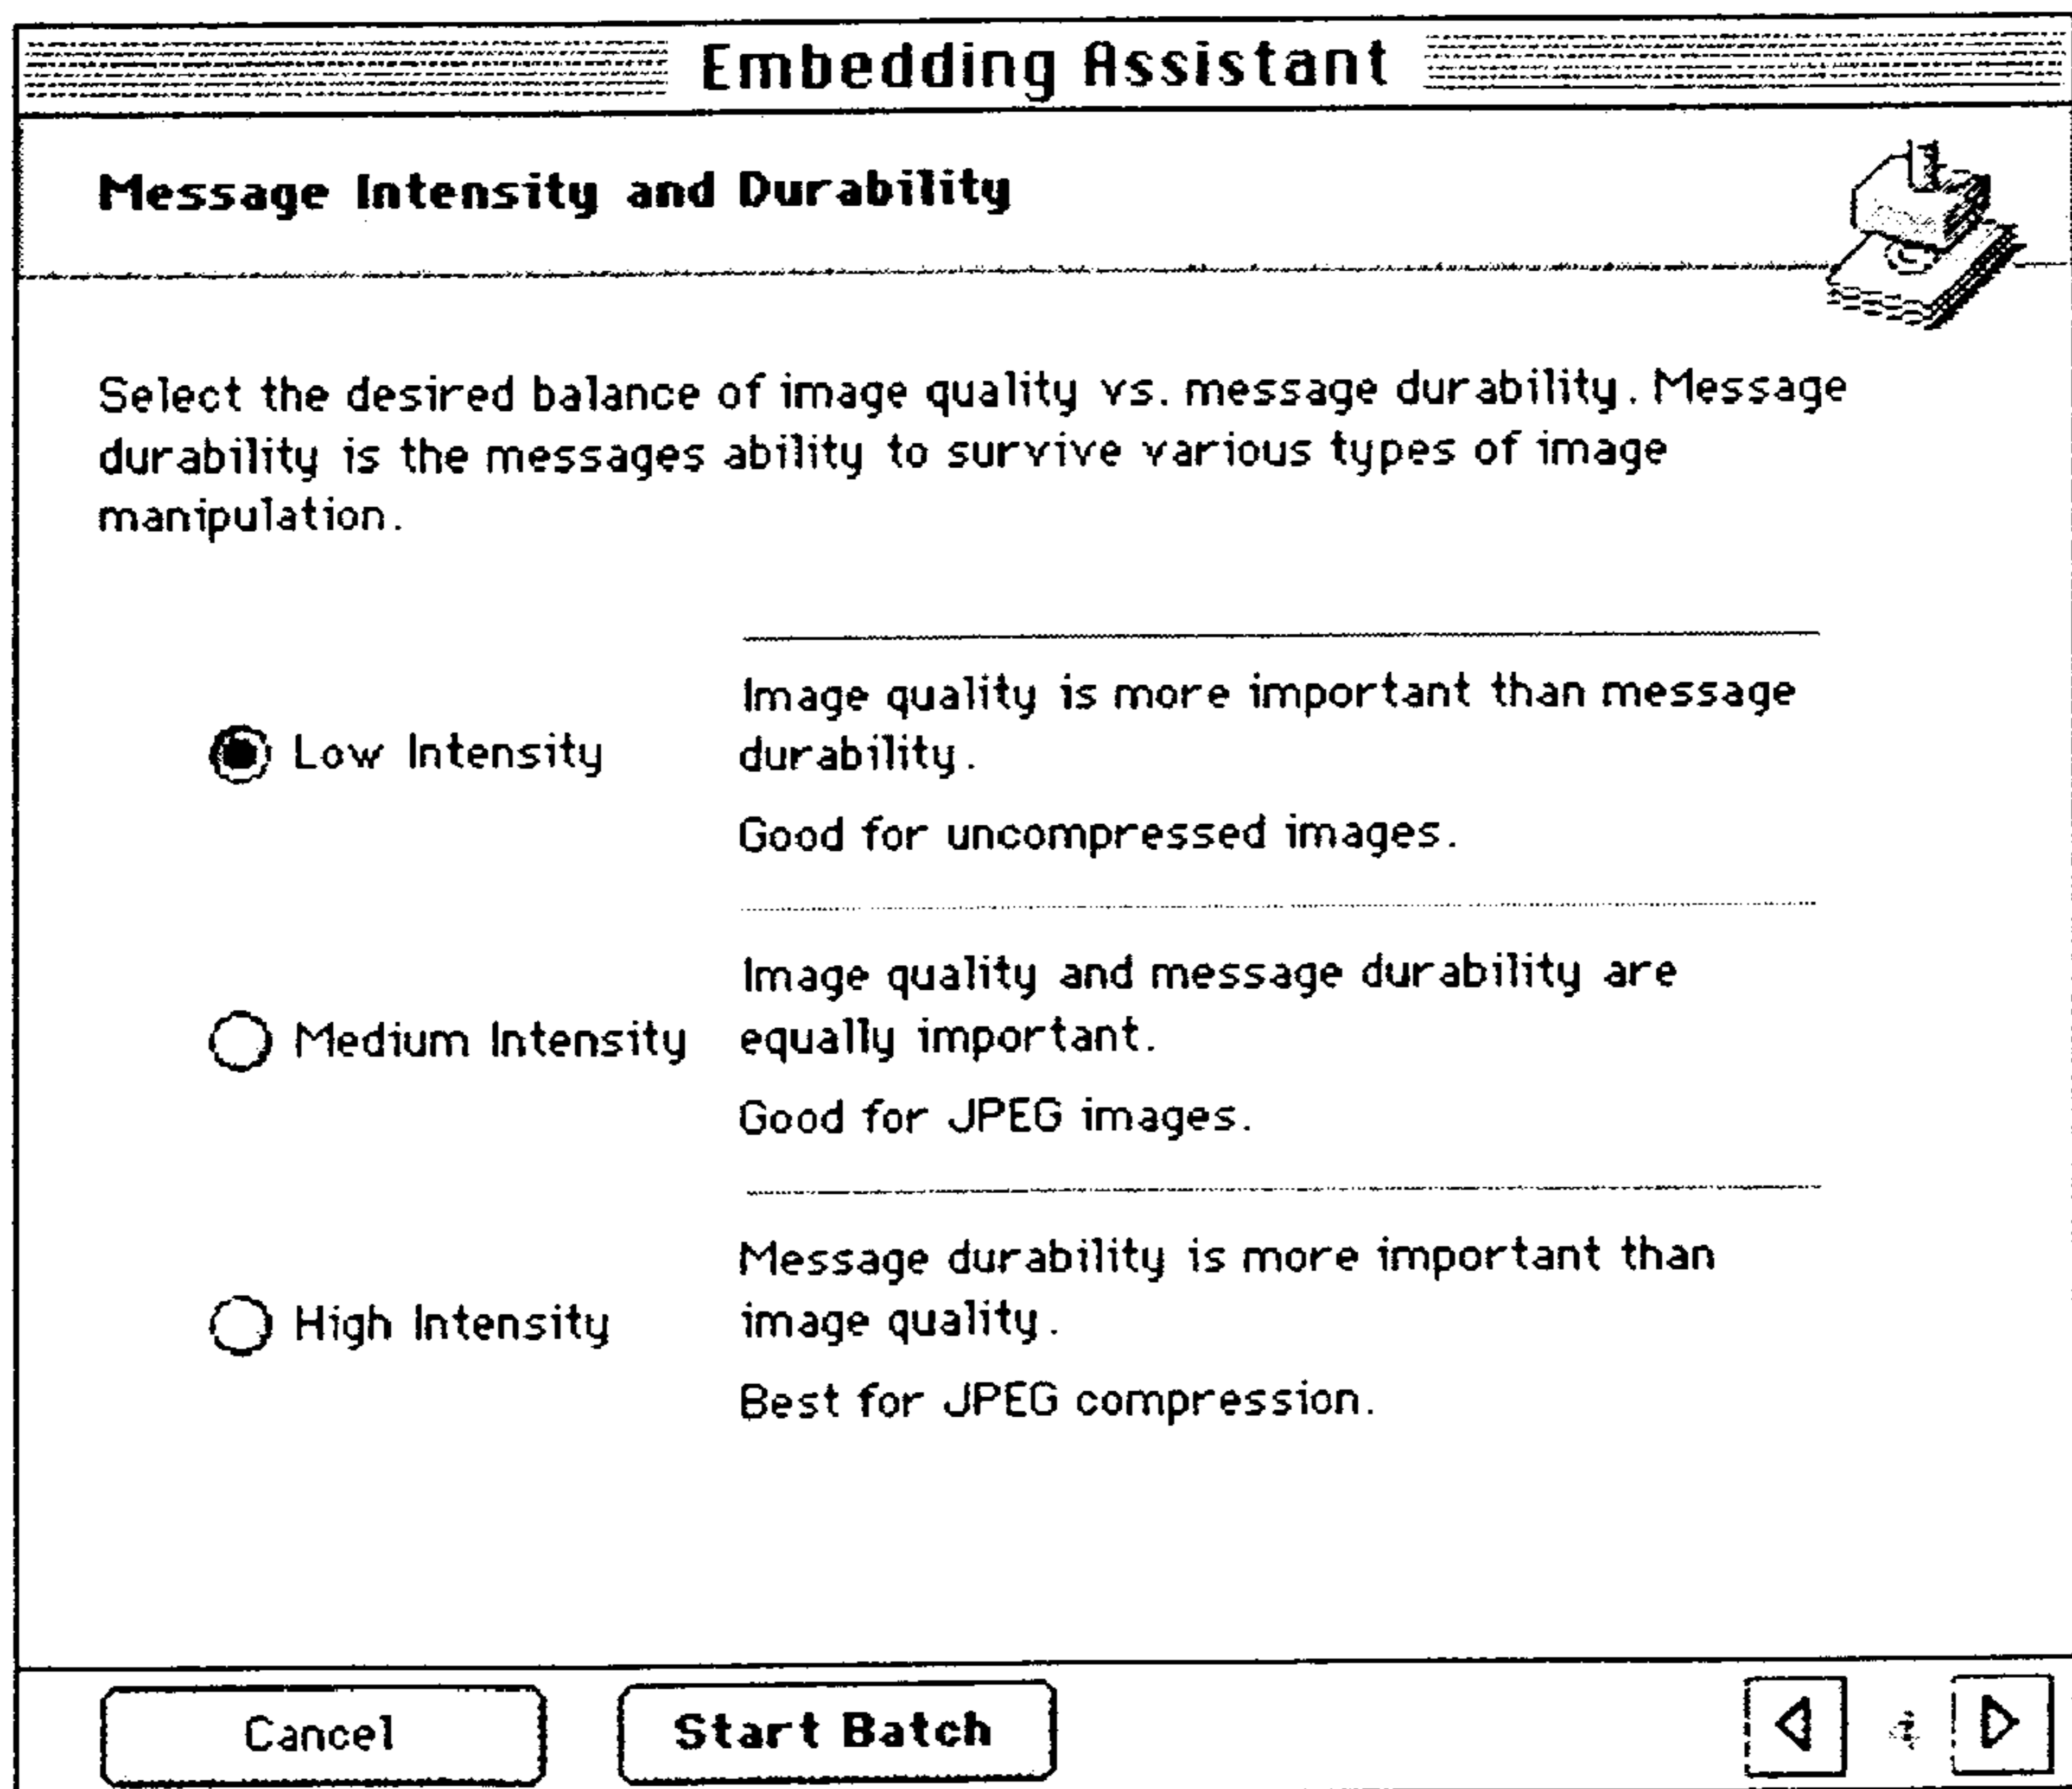 Embedding Assistant
Message Intensity and Durability
Select the desired balance of image quality vs. message durability. Message
durability is the messages ability to survive various types of image
manipulation.
Low Intensity
Image quality is more important than message
durability.
Good for uncompressed images.
Medium Intensity
Image quality and message durability are
equally important.
Good for JPEG images.
High Intensity
Message durability is more important than
image quality.
Best for JPEG compression.
Cancel
Start Batch
4